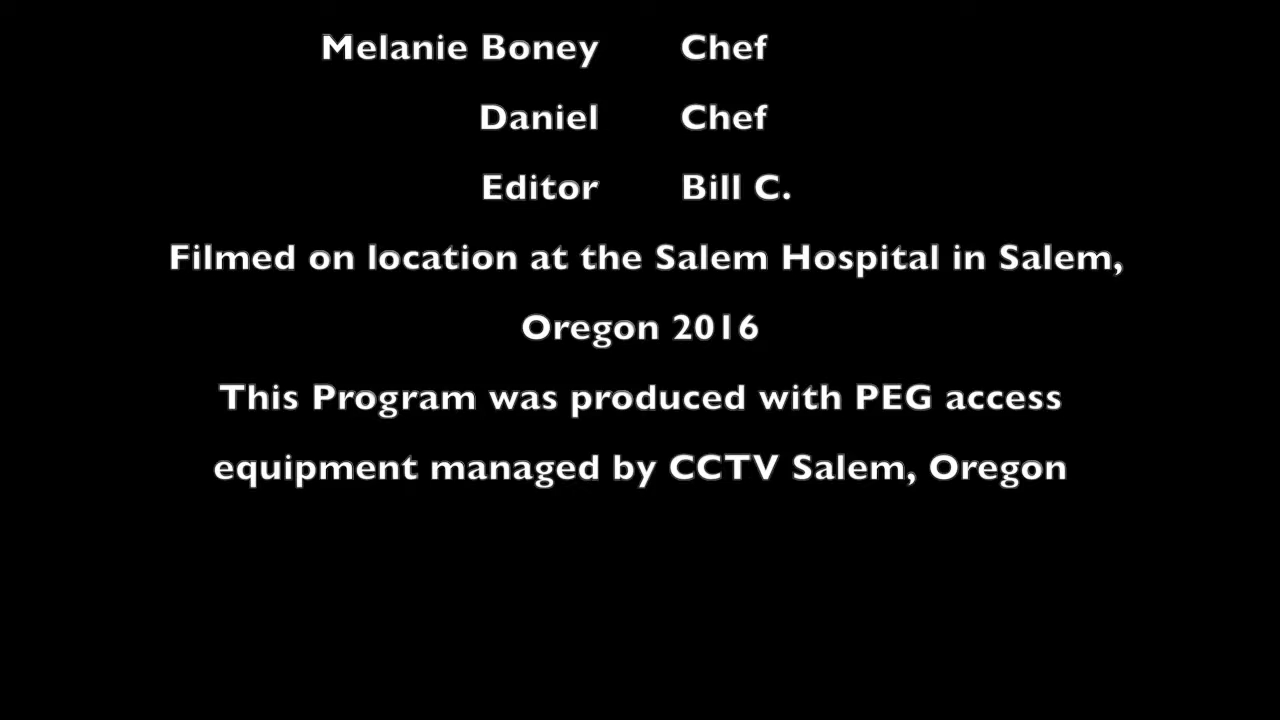 Melanie Boney Chef
Daniel Chef
Editor Bill C.
Filmed on location at the Salem Hospital in Salem,
Oregon 2016
This Program was produced with PEG access
equipment managed by CCTV Salem, Oregon